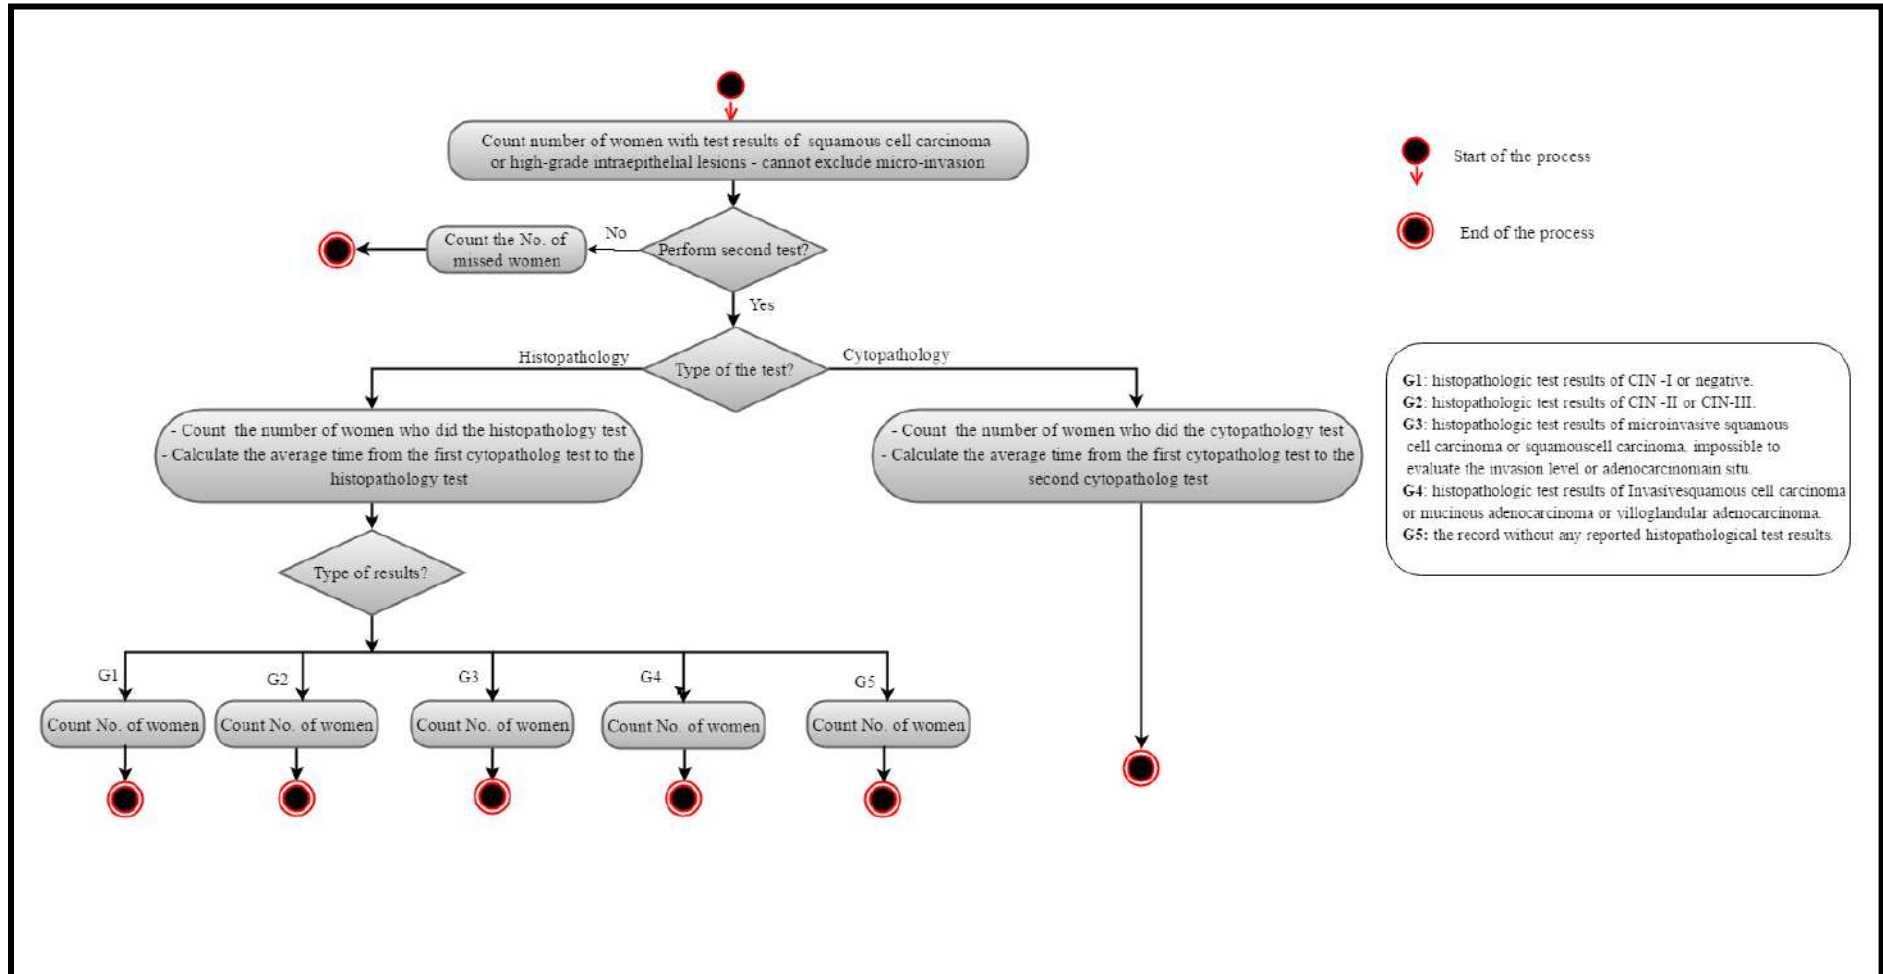 Count number of women with test results of squamous cell carcinoma
or high-grade intraepithelial lesions - cannot exclude micro-invasion
Start of the process
End of the process
No
Count the No. of
missed women
Perform second test?
Yes
Histopathology
Type of the test?
Cytopathology
- Count the number of women who did the histopathology test
- Calculate the average time from the first cytopatholog test to the
histopathology test
- Count the number of women who did the cytopathology test
- Calculate the average time from the first cytopatholog test to the
second cytopatholog test
G1: histopathologic test results of CIN -I or negative.
G2: histopathologic test results of CIN -II or CIN-III.
G3: histopathologic test results of microinvasive squamous
cell carcinoma or squamouscell carcinoma, impossible to
evaluate the invasion level or adenocarcinomain situ.
G4: histopathologic test results of Invasivesquamous cell carcinoma
or mucinous adenocarcinoma or villoglandular adenocarcinoma.
G5: the record without any reported histopathological test results.
Type of results?
G1
G2
G3
G4
G5
Count No. of women
Count No. of women
Count No. of women
Count No. of women
Count No. of women